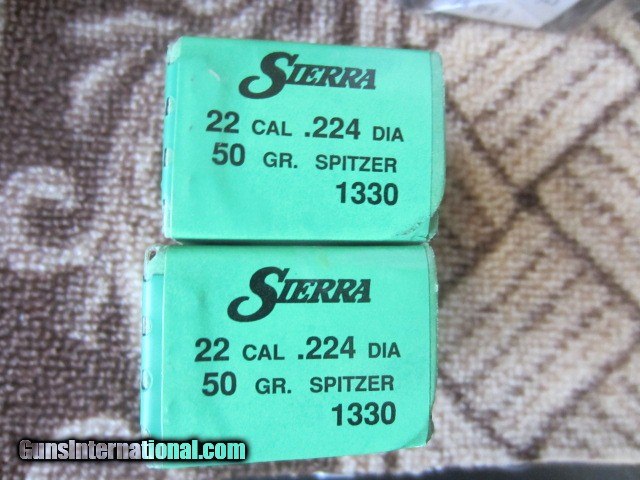 SIERRA
22 CAL .224 DIA
50 GR. SPITZER
1330
SIERRA
22 CAL .224 DIA
50 GR. SPITZER
1330
GunsInternational.com